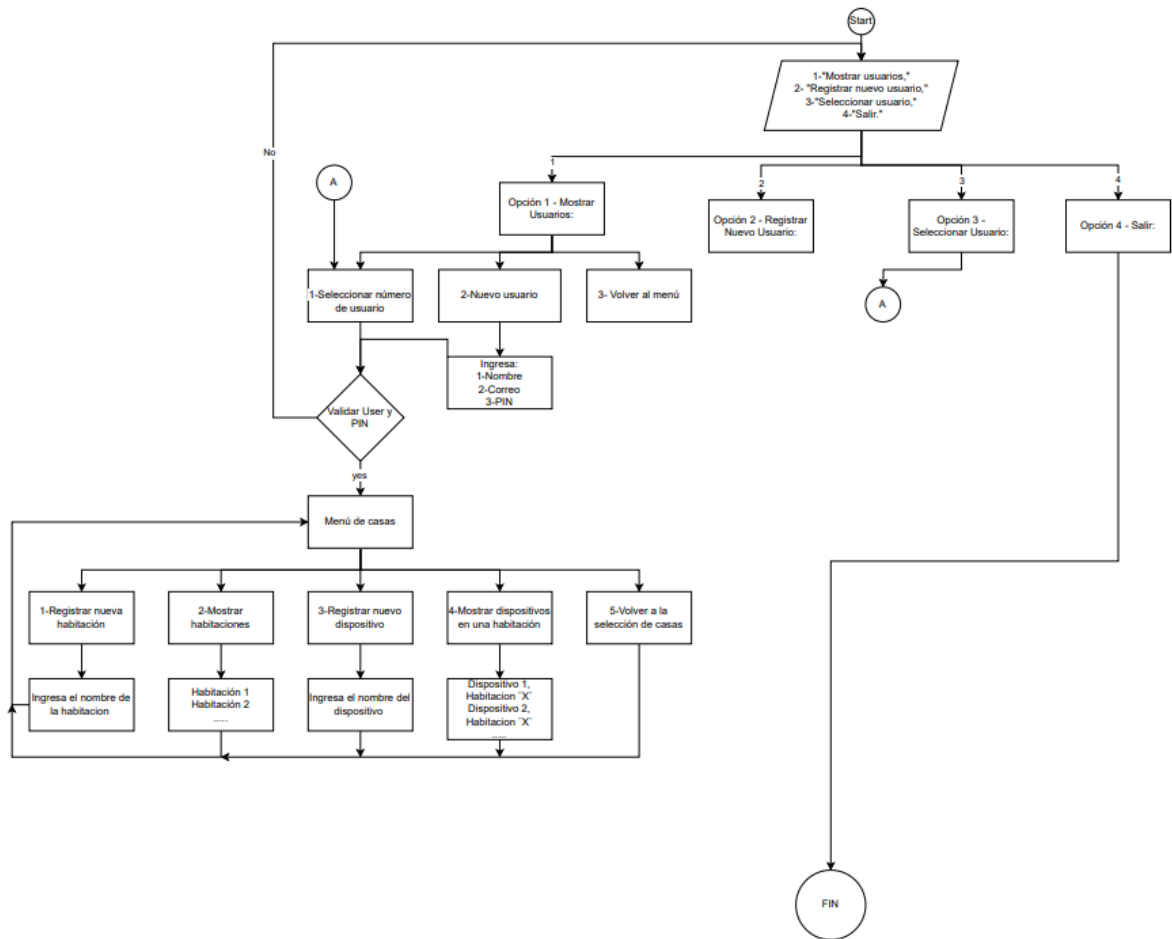 Start
1-"Mostrar usuarios,"
2- "Registrar nuevo usuario,"
3-"Seleccionar usuario,"
4-"Salir."
No
1
2
3
4
A
Opción 1 - Mostrar
Usuarios:
Opción 2 - Registrar
Nuevo Usuario:
Opción 3 -
Seleccionar Usuario:
Opción 4 - Salir:
1-Seleccionar número
de usuario
2-Nuevo usuario
3- Volver al menú
A
Ingresa:
1-Nombre
2-Correo
3-PIN
Validar User y
PIN
yes
Menú de casas
1-Registrar nueva
habitación
2-Mostrar
habitaciones
3-Registrar nuevo
dispositivo
4-Mostrar dispositivos
en una habitación
5-Volver a la
selección de casas
Ingresa el nombre de
la habitacion
Habitación 1
Habitación 2
.....
Ingresa el nombre del
dispositivo
Dispositivo 1,
Habitacion ¨X¨
Dispositivo 2,
Habitacion ¨X¨
.....
FIN